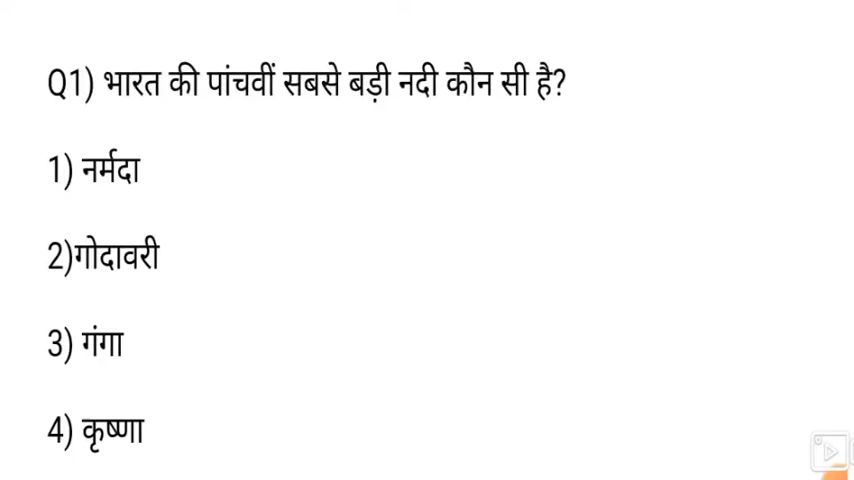 Q1) भारत की पांचवीं सबसे बड़ी नदी कौन सी है?
1) नर्मदा
2)गोदावरी
3) गंगा
4) कृष्णा